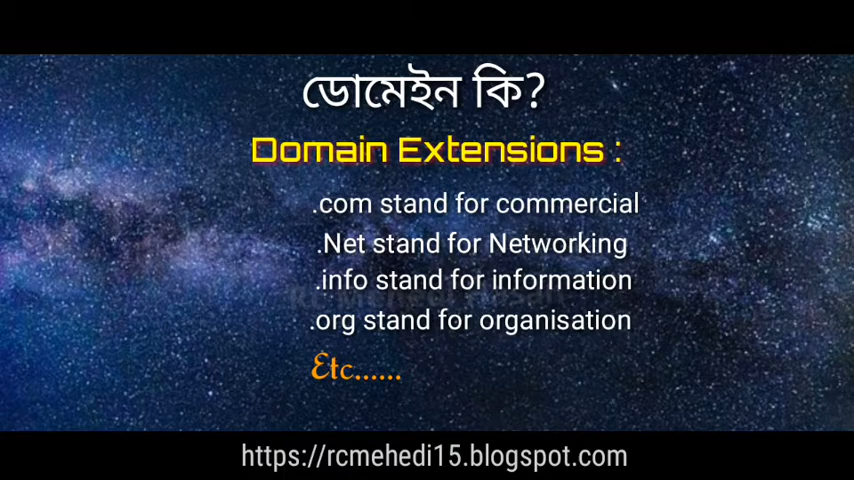 ডোমেইন কি?
Domain Extensions :
.com stand for commercial
.Net stand for Networking
.info stand for information
.org stand for organisation
Etc......
https://rcmehedi15.blogspot.com